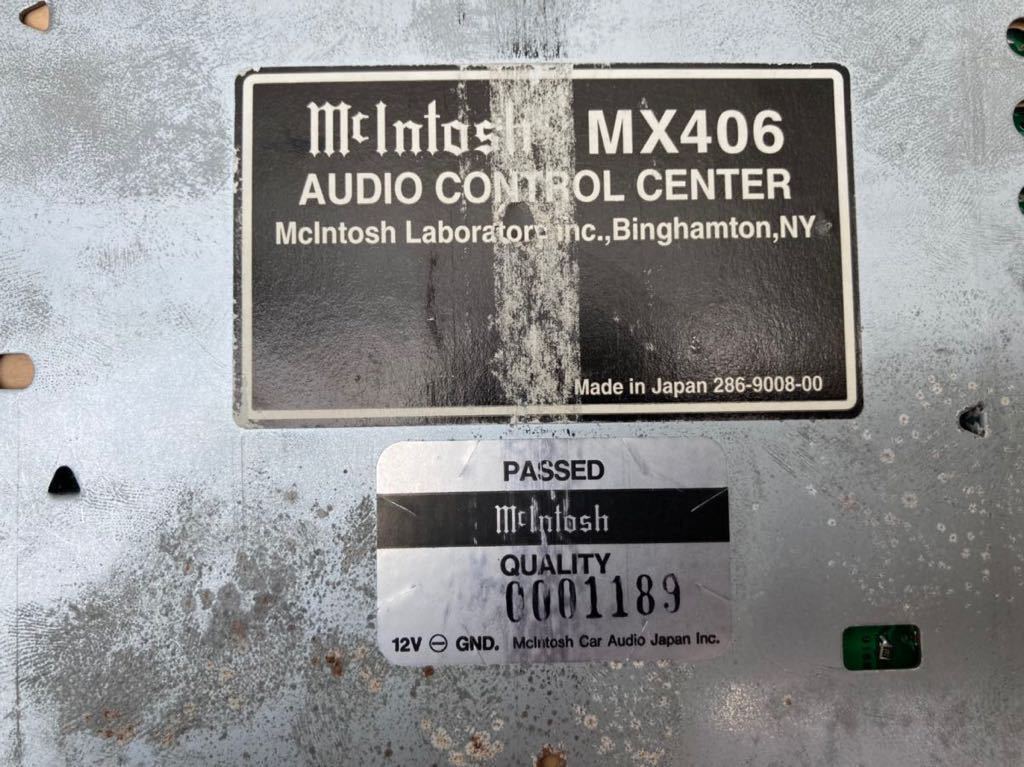 McIntosh MX406
AUDIO CONTROL CENTER
McIntosh Laboratory Inc.,Binghamton,NY
Made in Japan 286-9008-00
PASSED
McIntosh
QUALITY
0001189
12V ⊖ GND. McIntosh Car Audio Japan Inc.